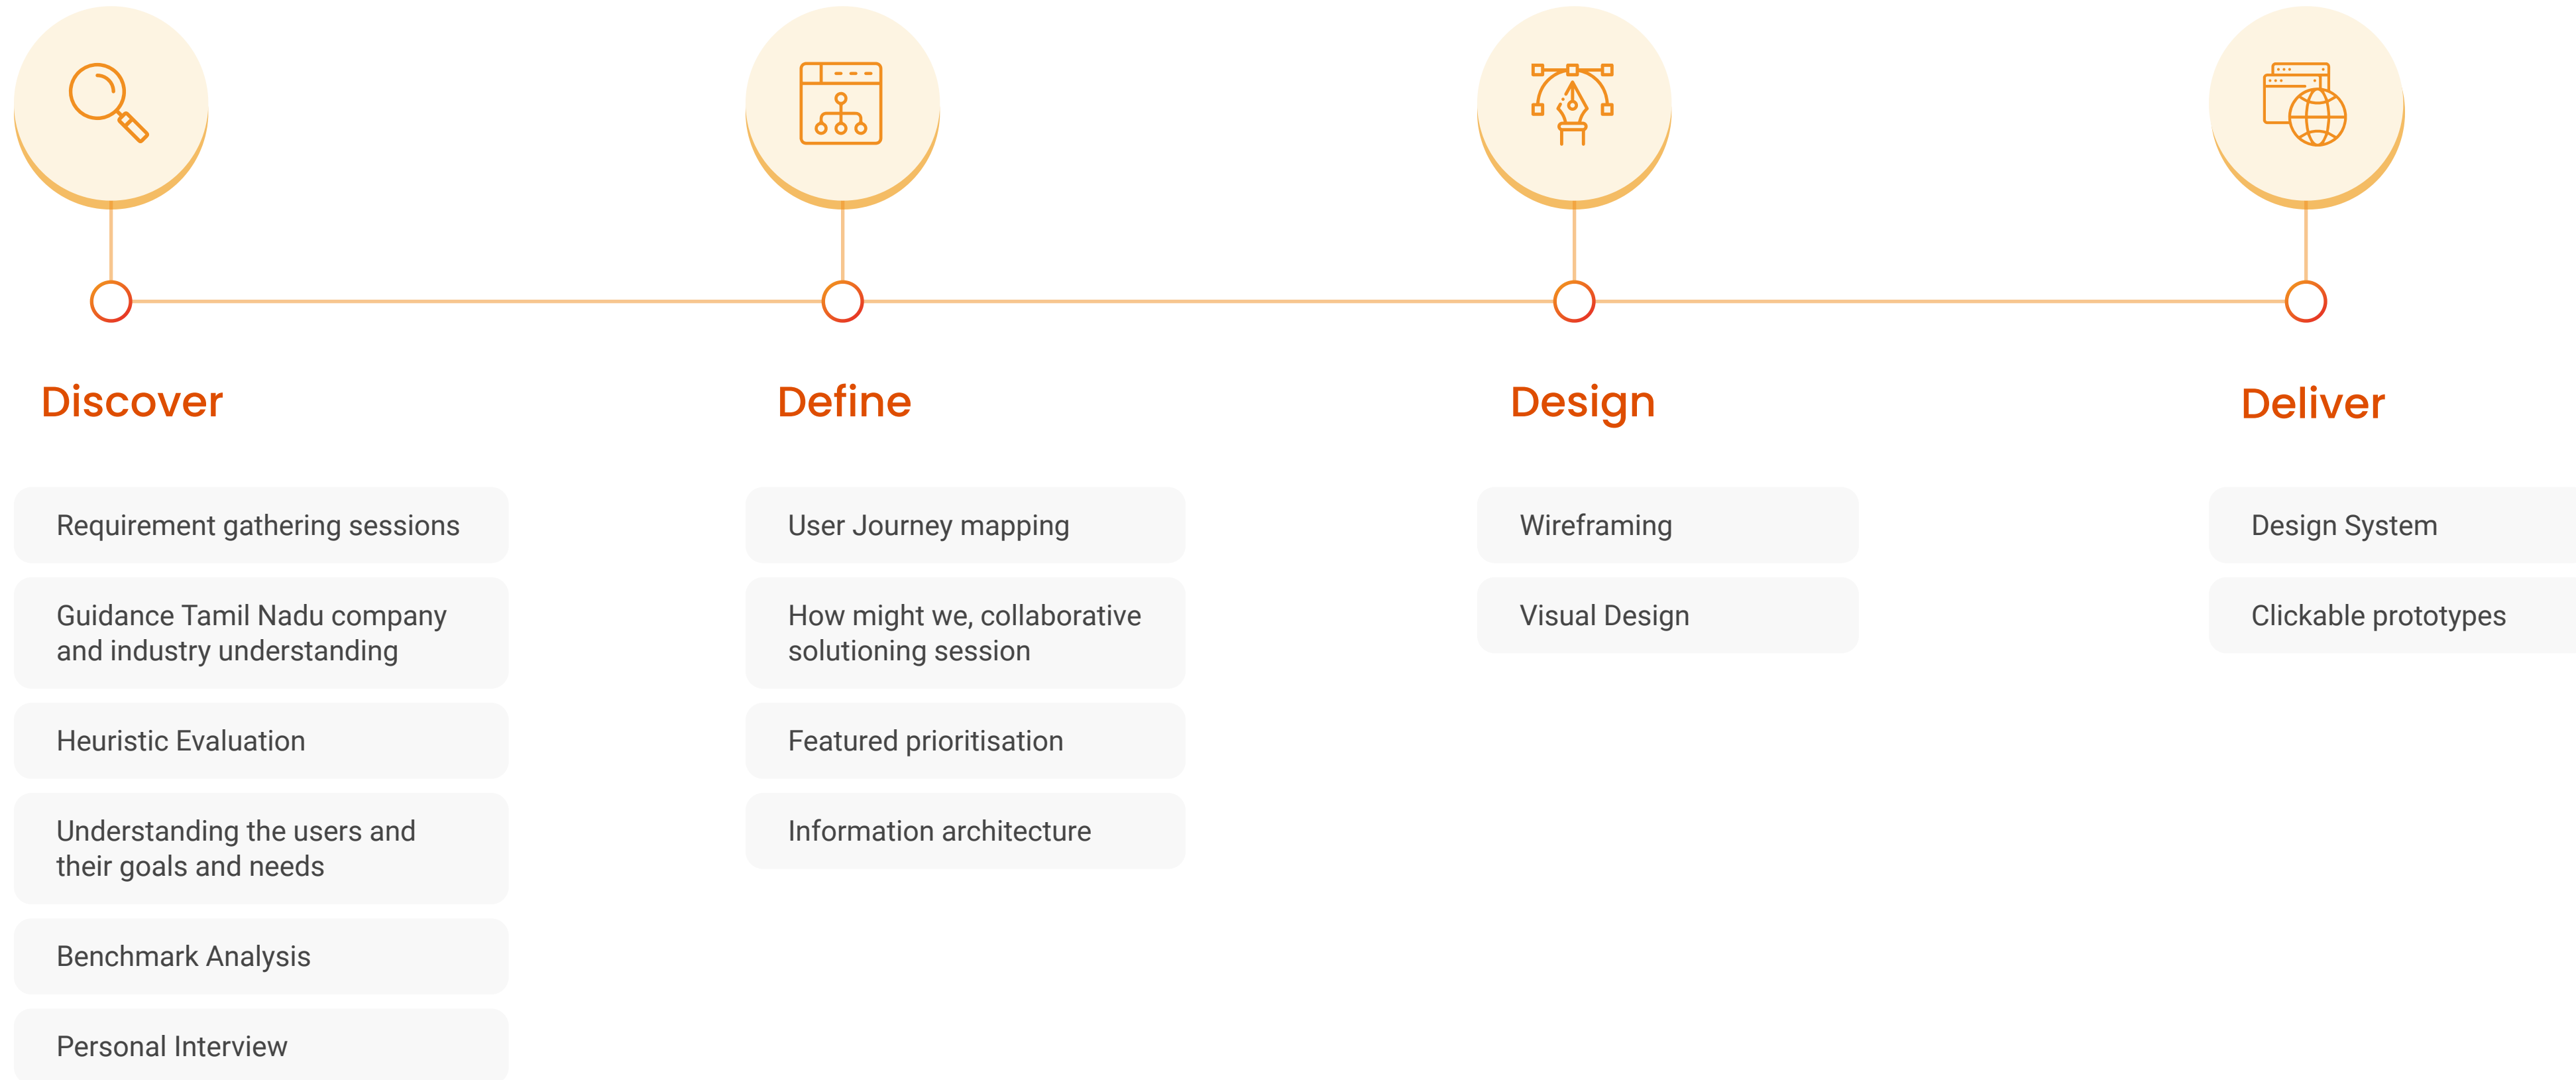 Discover
Requirement gathering sessions
Guidance Tamil Nadu company
and industry understanding
Heuristic Evaluation
Understanding the users and
their goals and needs
Benchmark Analysis
Personal Interview
Define
User Journey mapping
How might we, collaborative
solutioning session
Featured prioritisation
Information architecture
Design
Wireframing
Visual Design
Deliver
Design System
Clickable prototypes